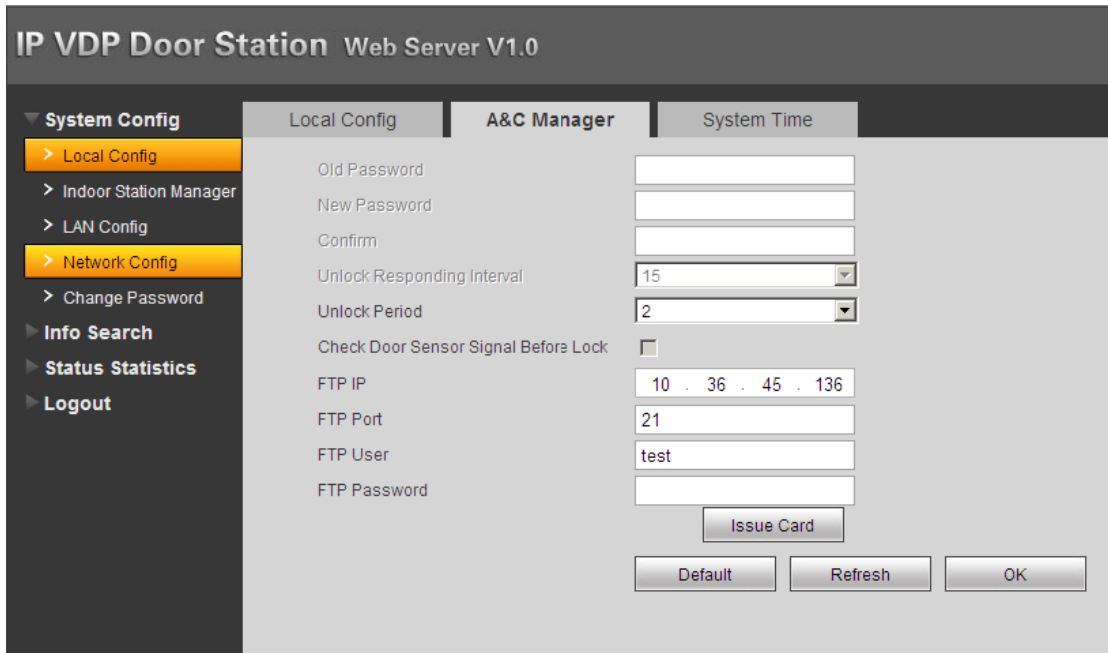 IP VDP Door Station Web Server V1.0
System Config
Local Config
Indoor Station Manager
LAN Config
Network Config
Change Password
Info Search
Status Statistics
Logout
Local Config
A&C Manager
System Time
Old Password
New Password
Confirm
Unlock Responding Interval 15
Unlock Period 2
Check Door Sensor Signal Before Lock
FTP IP 10 . 36 . 45 . 136
FTP Port 21
FTP User test
FTP Password
Issue Card
Default
Refresh
OK